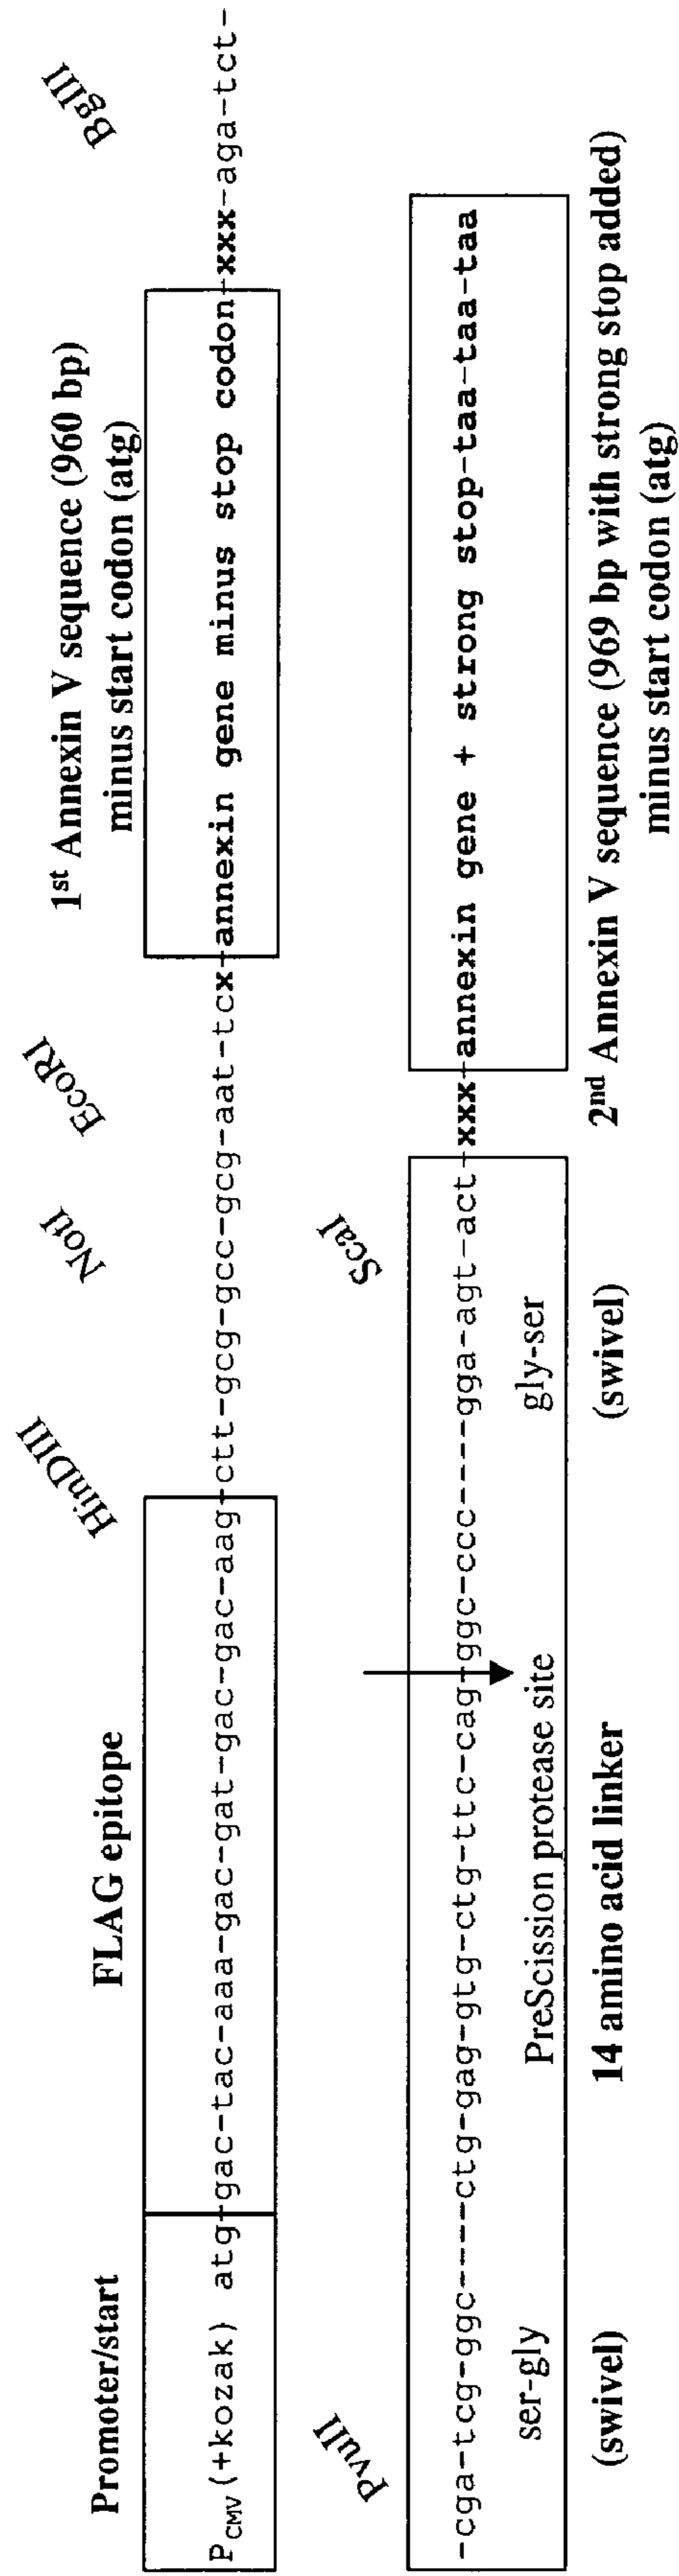 Promoter/start FLAG epitope HinDIII NotI EcoRI 1st Annexin V sequence (960 bp) BglII
minus start codon (atg)
PCMV(+kozak) atg-gac-tac-aaa-gac-gat-gac-gac-aag-ctt-gcg-gcc-gcg-aat-tcx-annexin gene minus stop codon-xxx-aga-tct-
PvuII ScaI
-cga-tcg-ggc----ctg-gag-gtg-ctg-ttc-cag-ggc-ccc----gga-agt-act-xxx-annexin gene + strong stop-taa-taa-taa
ser-gly PreScission protease site gly-ser
(swivel) 14 amino acid linker (swivel) 2nd Annexin V sequence (969 bp with strong stop added)
minus start codon (atg)